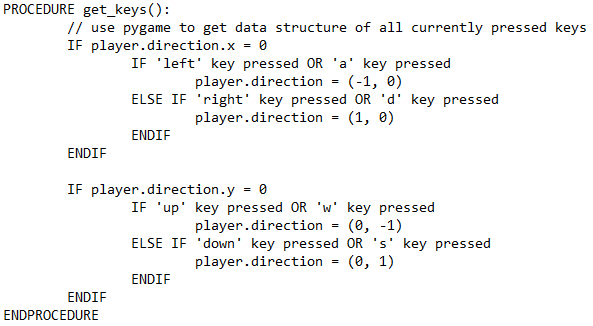 PROCEDURE get_keys():
        // use pygame to get data structure of all currently pressed keys
        IF player.direction.x = 0
                IF 'left' key pressed OR 'a' key pressed
                        player.direction = (-1, 0)
                ELSE IF 'right' key pressed OR 'd' key pressed
                        player.direction = (1, 0)
                ENDIF
        ENDIF

        IF player.direction.y = 0
                IF 'up' key pressed OR 'w' key pressed
                        player.direction = (0, -1)
                ELSE IF 'down' key pressed OR 's' key pressed
                        player.direction = (0, 1)
                ENDIF
        ENDIF
ENDPROCEDURE